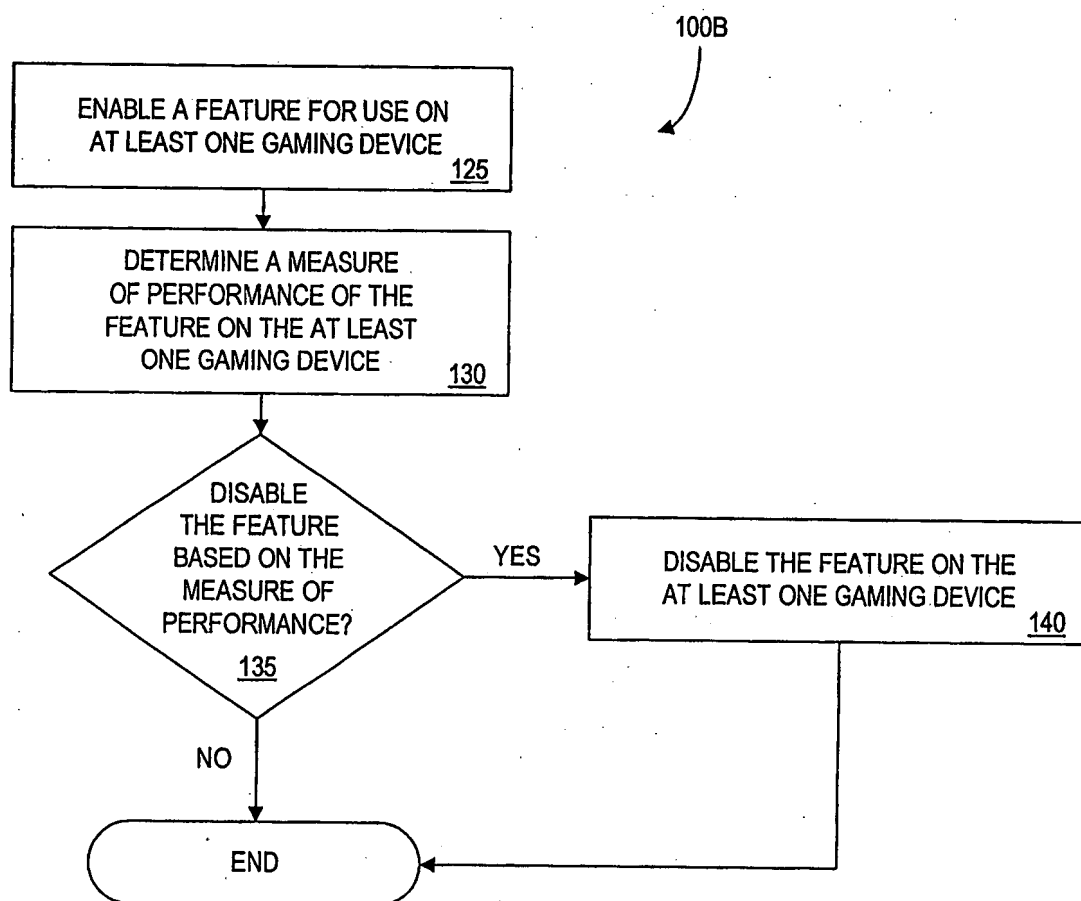 100B
ENABLE A FEATURE FOR USE ON
AT LEAST ONE GAMING DEVICE
125
DETERMINE A MEASURE
OF PERFORMANCE OF THE
FEATURE ON THE AT LEAST
ONE GAMING DEVICE
130
DISABLE
THE FEATURE
BASED ON THE
MEASURE OF
PERFORMANCE?
135
YES
DISABLE THE FEATURE ON THE
AT LEAST ONE GAMING DEVICE
140
NO
END